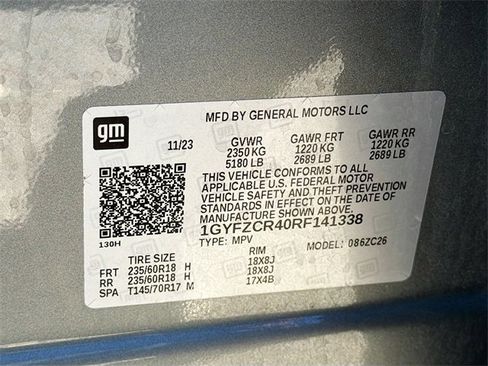 gm
MFD BY GENERAL MOTORS LLC
11/23 GVWR GAWR FRT GAWR RR
2350 KG 1220 KG 1220 KG
5180 LB 2689 LB 2689 LB
THIS VEHICLE CONFORMS TO ALL
APPLICABLE U.S. FEDERAL MOTOR
VEHICLE SAFETY AND THEFT PREVENTION
STANDARDS IN EFFECT ON THE DATE OF
MANUFACTURE SHOWN ABOVE.
1GYFZCR40RF141338
130H
TYPE: MPV MODEL: 086ZC26
TIRE SIZE RIM
FRT 235/60R18 H 18X8J
RR 235/60R18 H 18X8J
SPA T145/70R17 M 17X4B